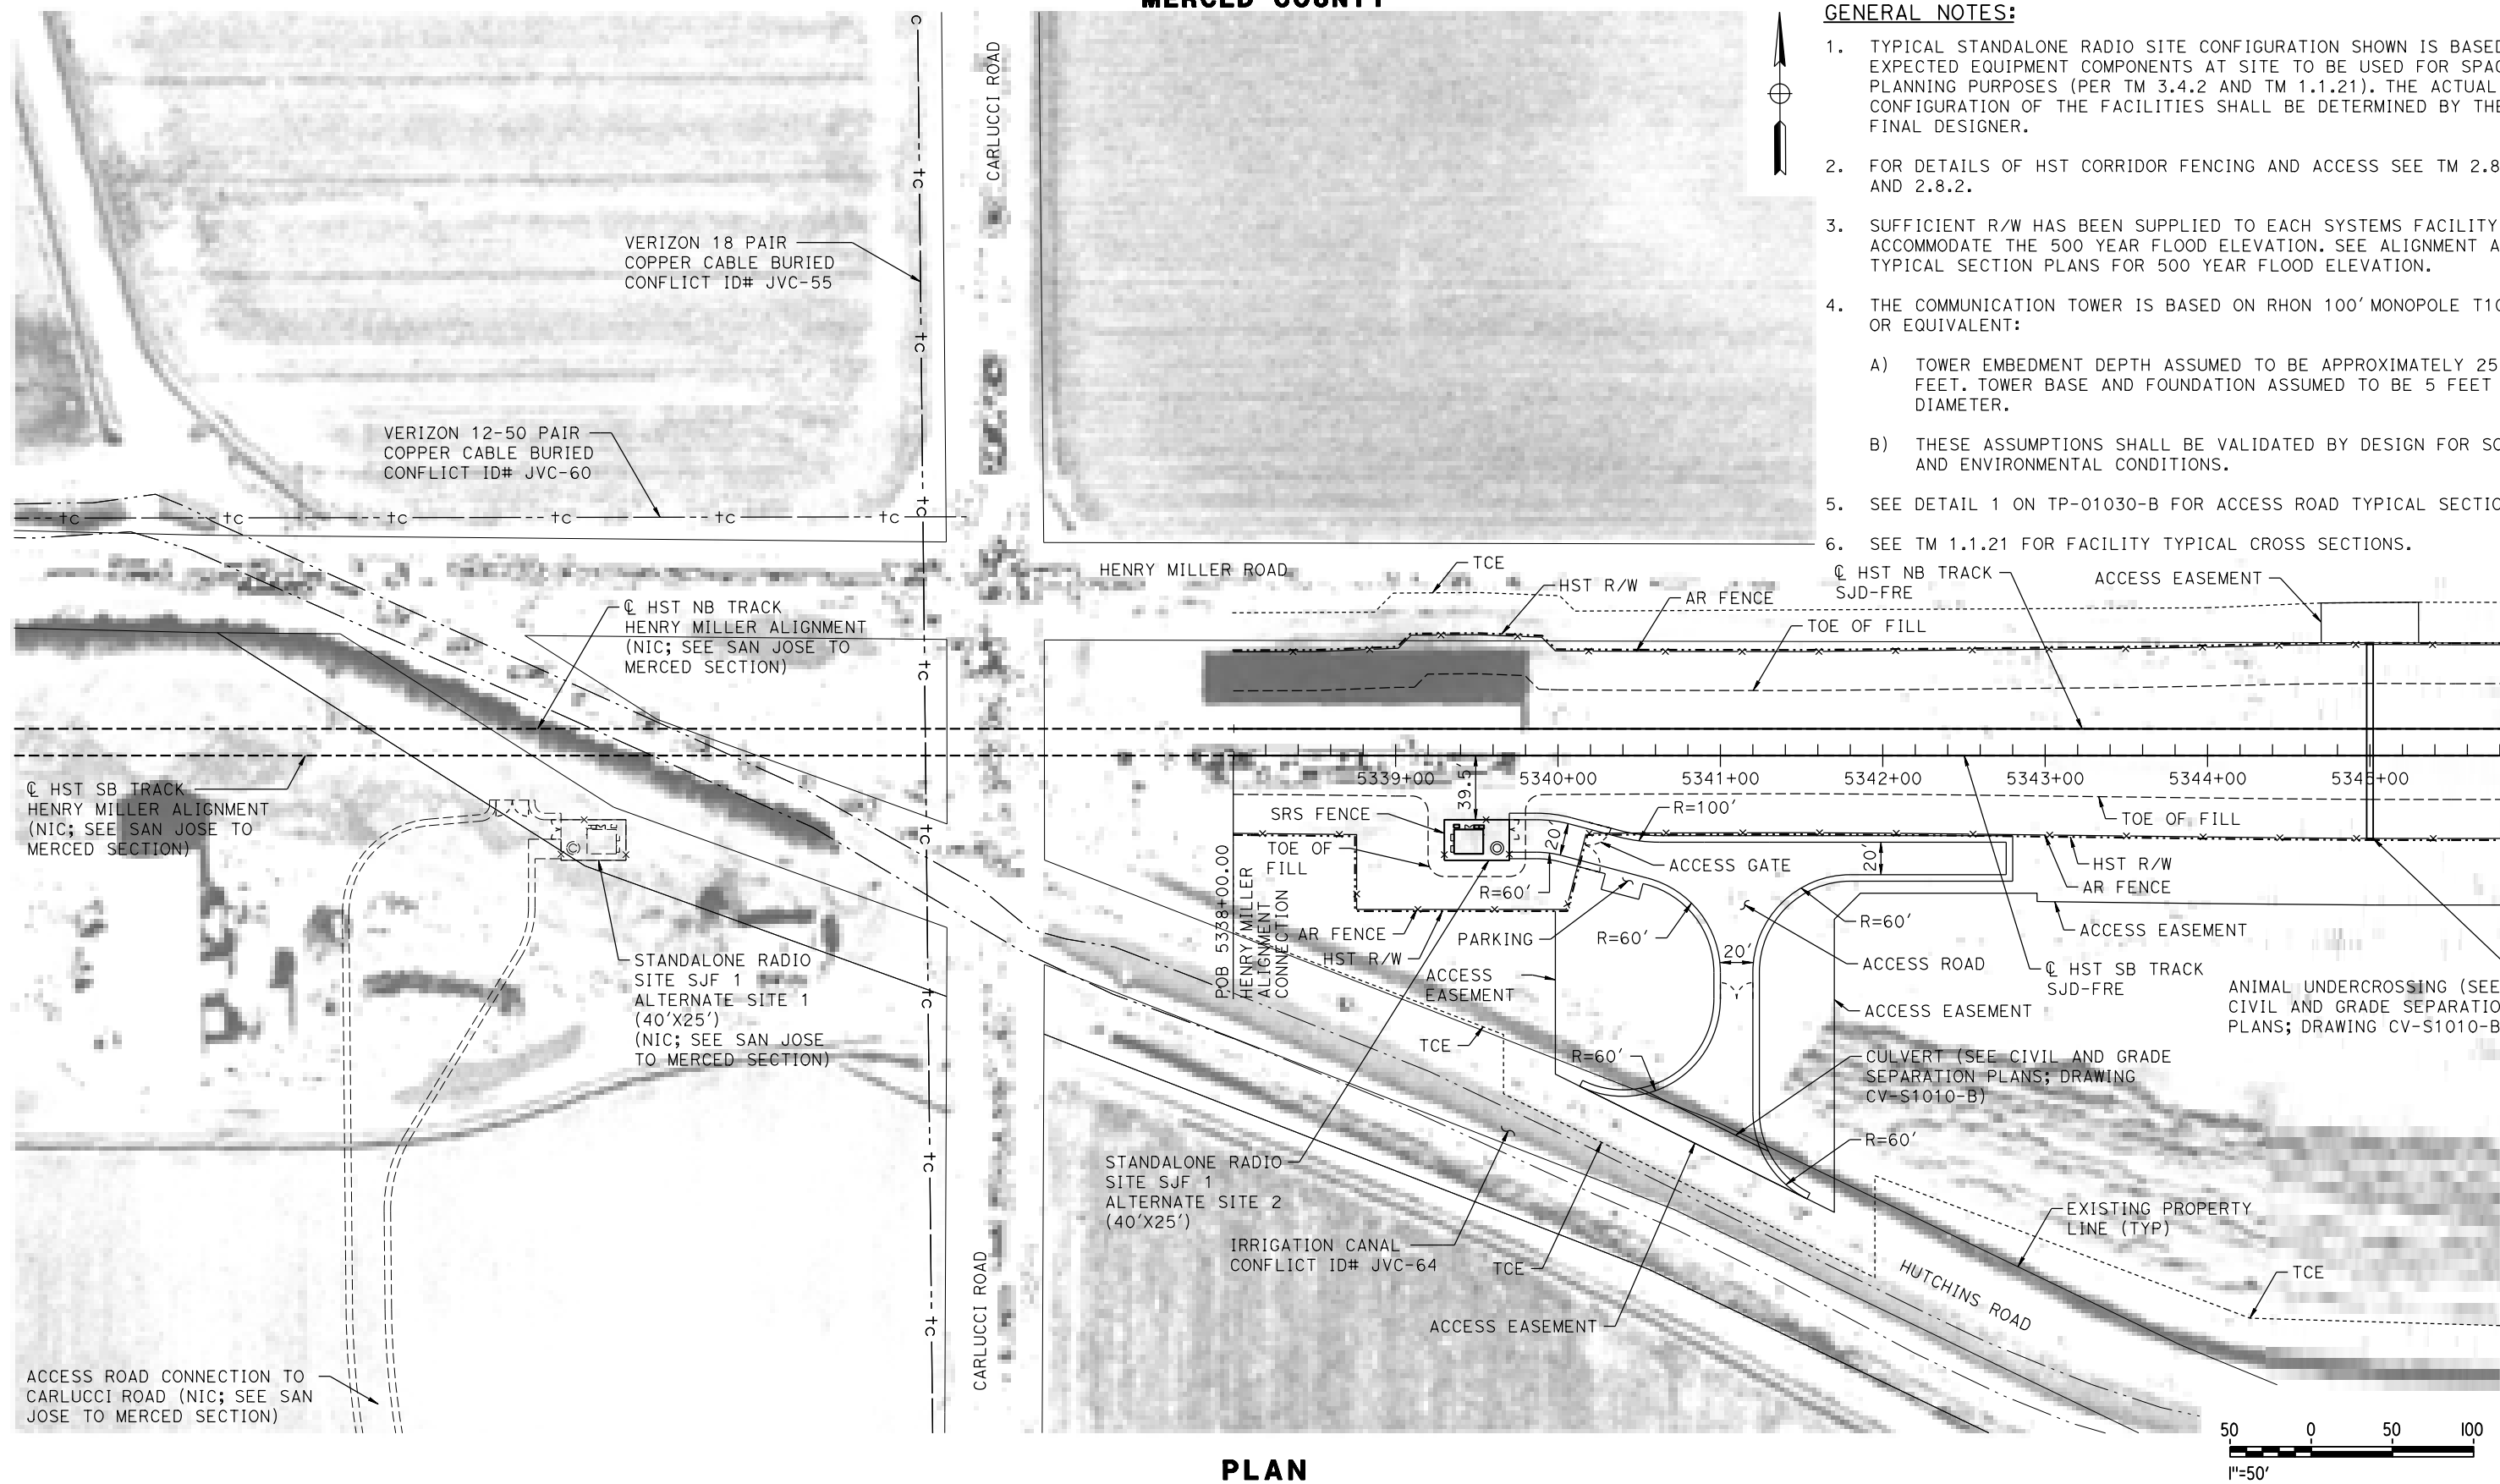 MERCED COUNTY
GENERAL NOTES:
1. TYPICAL STANDALONE RADIO SITE CONFIGURATION SHOWN IS BASED
EXPECTED EQUIPMENT COMPONENTS AT SITE TO BE USED FOR
PLANNING PURPOSES (PER TM 3.4.2 AND TM 1.1.21). THE ACTUAL
CONFIGURATION OF THE FACILITIES SHALL BE DETERMINED BY THE
FINAL DESIGNER.
2. FOR DETAILS OF HST CORRIDOR FENCING AND ACCESS SEE TM 2.8
AND 2.8.2.
3. SUFFICIENT R/W HAS BEEN SUPPLIED TO EACH SYSTEMS FACILITY
ACCOMMODATE THE 500 YEAR FLOOD ELEVATION. SEE ALIGNMENT
TYPICAL SECTION PLANS FOR 500 YEAR FLOOD ELEVATION.
4. THE COMMUNICATION TOWER IS BASED ON RHON 100' MONOPOLE
OR EQUIVALENT:
A) TOWER EMBEDMENT DEPTH ASSUMED TO BE APPROXIMATELY 25
FEET. TOWER BASE AND FOUNDATION ASSUMED TO BE 5 FEET
DIAMETER.
B) THESE ASSUMPTIONS SHALL BE VALIDATED BY DESIGN FOR
AND ENVIRONMENTAL CONDITIONS.
5. SEE DETAIL 1 ON TP-01030-B FOR ACCESS ROAD TYPICAL
6. SEE TM 1.1.21 FOR FACILITY TYPICAL CROSS SECTIONS.
CARLUCCI ROAD
c
tc
tc
tc
tc
tc
tc
tc
tc
tc
VERIZON 18 PAIR
COPPER CABLE BURIED
CONFLICT ID# JVC-55
VERIZON 12-50 PAIR
COPPER CABLE BURIED
CONFLICT ID# JVC-60
tc tc tc tc tc tc
HENRY MILLER ROAD
TCE
HST R/W
AR FENCE
TOE OF FILL
℄ HST NB TRACK
SJD-FRE
ACCESS EASEMENT
℄ HST NB TRACK
HENRY MILLER ALIGNMENT
(NIC; SEE SAN JOSE TO
MERCED SECTION)
℄ HST SB TRACK
HENRY MILLER ALIGNMENT
(NIC; SEE SAN JOSE TO
MERCED SECTION)
5339+00 5340+00 5341+00 5342+00 5343+00 5344+00 5345+00
39.5'
SRS FENCE
TOE OF
FILL
R=100'
20'
ACCESS GATE
R=60'
20'
TOE OF FILL
HST R/W
AR FENCE
POB 5338+00.00
HENRY MILLER
ALIGNMENT
CONNECTION
AR FENCE
HST R/W
PARKING
R=60'
R=60'
20'
ACCESS ROAD
ACCESS EASEMENT
℄ HST SB TRACK
SJD-FRE
ACCESS
EASEMENT
ACCESS EASEMENT
ANIMAL UNDERCROSSING (SEE
CIVIL AND GRADE
PLANS; DRAWING CV-S1010-B
STANDALONE RADIO
SITE SJF 1
ALTERNATE SITE 1
(40'X25')
(NIC; SEE SAN JOSE
TO MERCED SECTION)
TCE
R=60'
CULVERT (SEE CIVIL AND GRADE
SEPARATION PLANS; DRAWING
CV-S1010-B)
R=60'
STANDALONE RADIO
SITE SJF 1
ALTERNATE SITE 2
(40'X25')
IRRIGATION CANAL
CONFLICT ID# JVC-64
TCE
ACCESS EASEMENT
EXISTING PROPERTY
LINE (TYP)
HUTCHINS ROAD
TCE
CARLUCCI ROAD
ACCESS ROAD CONNECTION TO
CARLUCCI ROAD (NIC; SEE SAN
JOSE TO MERCED SECTION)
50 0 50 100
1"=50'
PLAN